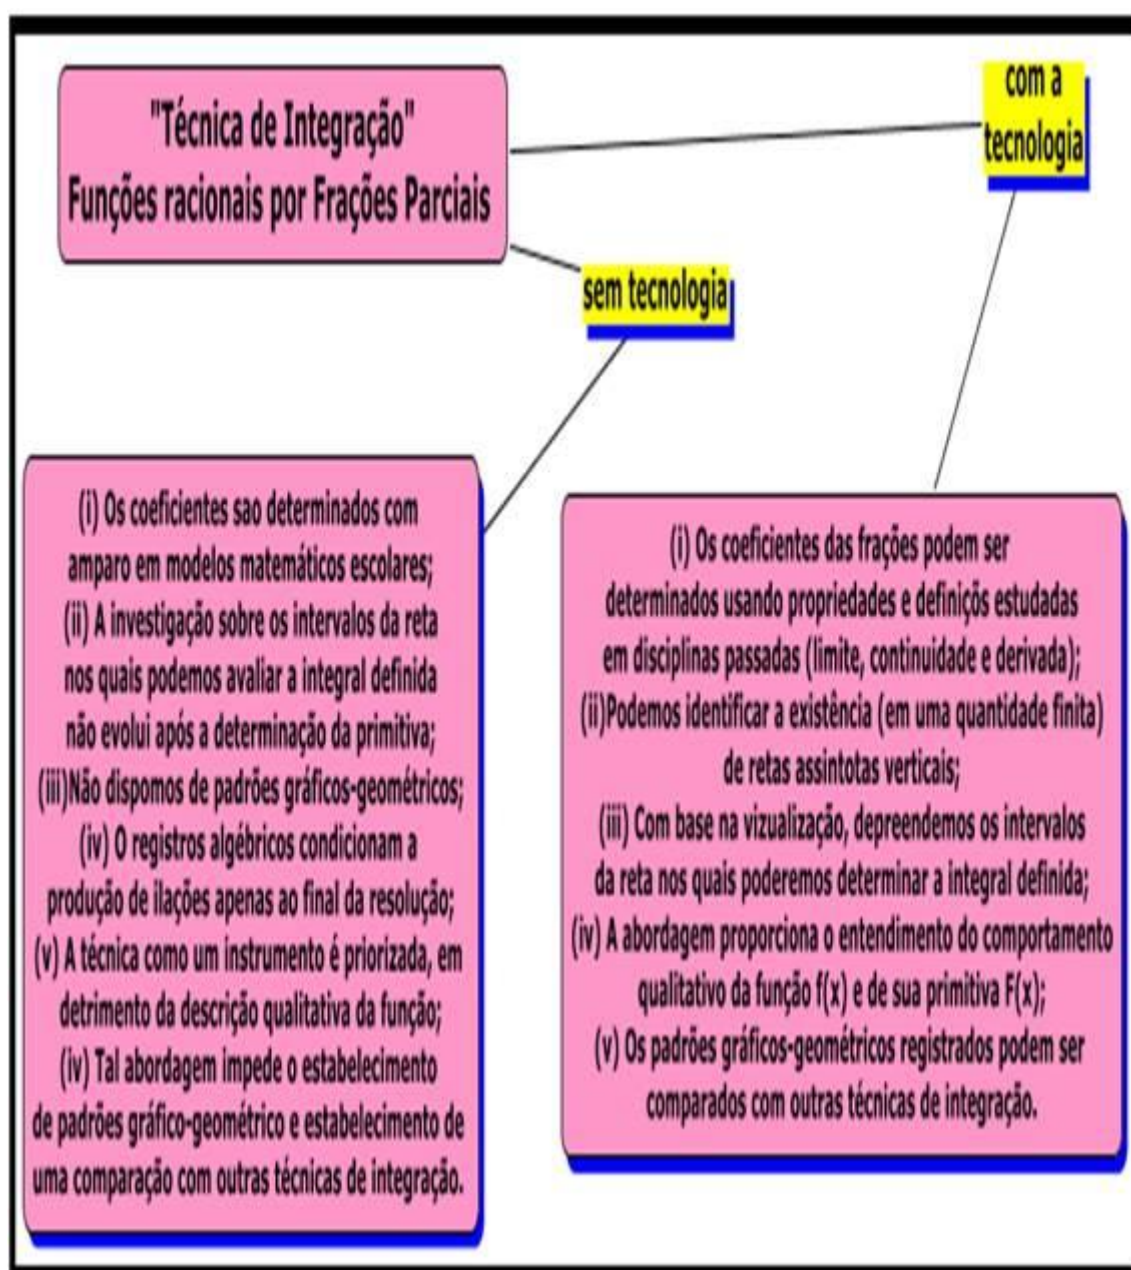 "Técnica de Integração"
Funções racionais por Frações Parciais
com a
tecnologia
sem tecnologia
(i) Os coeficientes sao determinados com
amparo em modelos matemáticos escolares;
(ii) A investigação sobre os intervalos da reta
nos quais podemos avaliar a integral definida
não evolui após a determinação da primitiva;
(iii)Não dispomos de padrões gráficos-geométricos;
(iv) O registros algébricos condicionam a
produção de ilações apenas ao final da resolução;
(v) A técnica como um instrumento é priorizada, em
detrimento da descrição qualitativa da função;
(iv) Tal abordagem impede o estabelecimento
de padrões gráfico-geométrico e estabelecimento de
uma comparação com outras técnicas de integração.
(i) Os coeficientes das frações podem ser
determinados usando propriedades e definiçõs estudadas
em disciplinas passadas (limite, continuidade e derivada);
(ii)Podemos identificar a existência (em uma quantidade finita)
de retas assintotas verticais;
(iii) Com base na vizualização, depreendemos os intervalos
da reta nos quais poderemos determinar a integral definida;
(iv) A abordagem proporciona o entendimento do comportamento
qualitativo da função f(x) e de sua primitiva F(x);
(v) Os padrões gráficos-geométricos registrados podem ser
comparados com outras técnicas de integração.